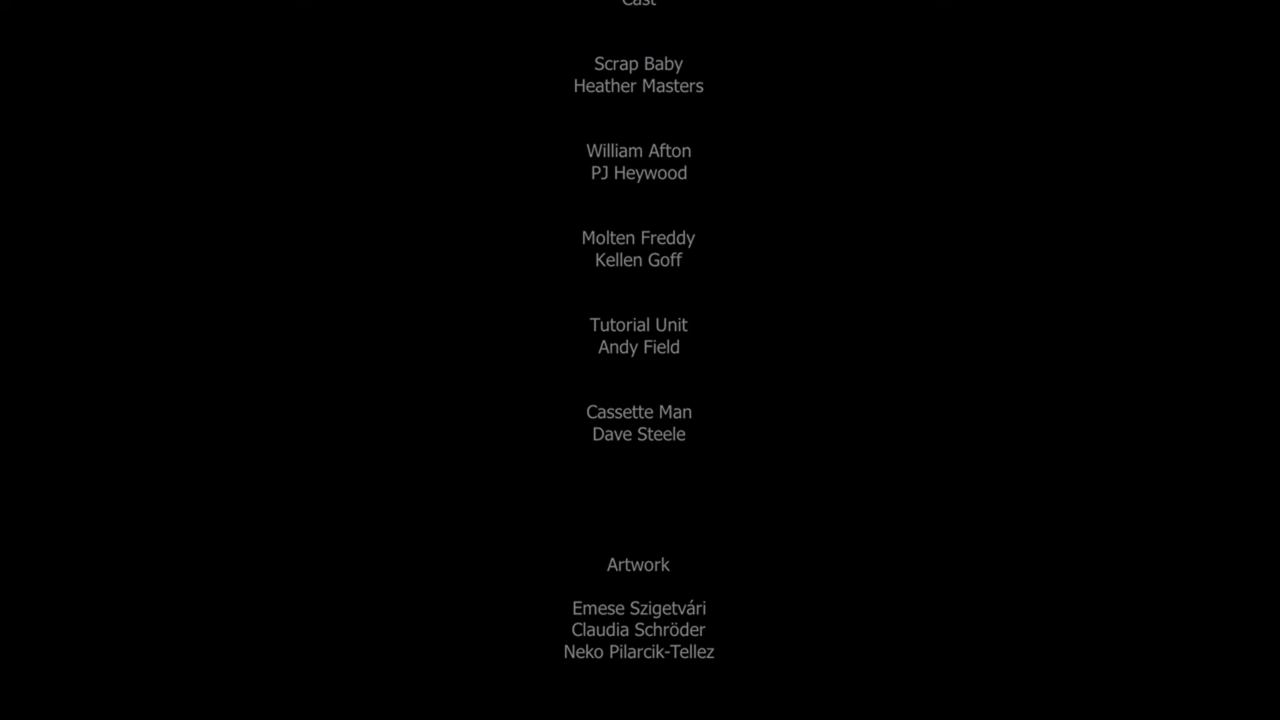 Cast
Scrap Baby
Heather Masters
William Afton
PJ Heywood
Molten Freddy
Kellen Goff
Tutorial Unit
Andy Field
Cassette Man
Dave Steele
Artwork
Emese Szigetvári
Claudia Schröder
Neko Pilarcik-Tellez